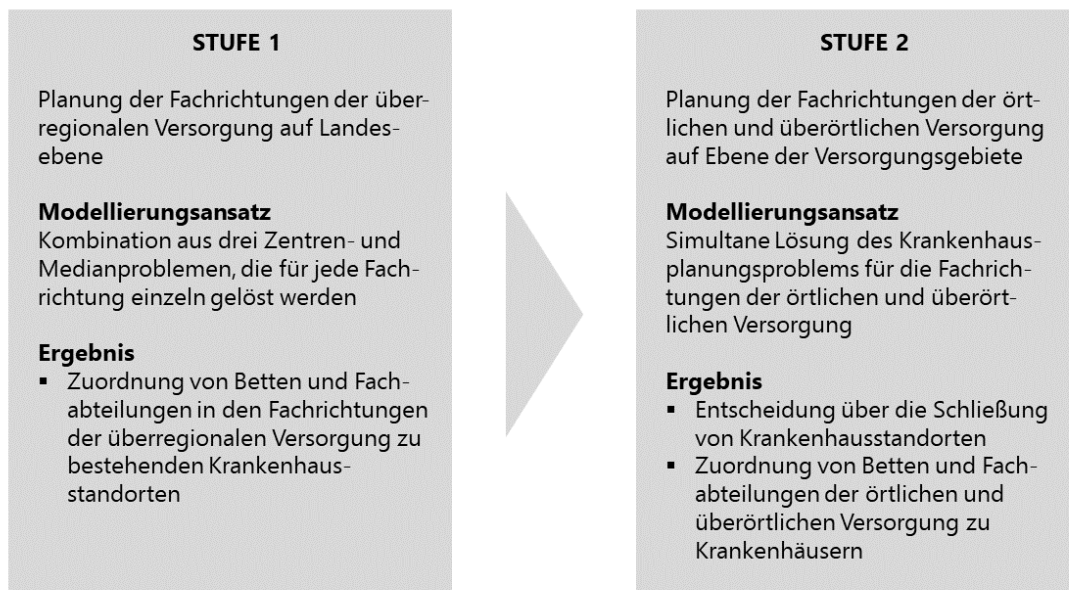 STUFE 1
Planung der Fachrichtungen der über-
regionalen Versorgung auf Landes-
ebene
Modellierungsansatz
Kombination aus drei Zentren- und
Medianproblemen, die für jede Fach-
richtung einzeln gelöst werden
Ergebnis
▪ Zuordnung von Betten und Fach-
abteilungen in den Fachrichtungen
der überregionalen Versorgung zu
bestehenden Krankenhaus-
standorten
STUFE 2
Planung der Fachrichtungen der ört-
lichen und überörtlichen Versorgung
auf Ebene der Versorgungsgebiete
Modellierungsansatz
Simultane Lösung des Krankenhaus-
planungsproblems für die Fachrich-
tungen der örtlichen und überört-
lichen Versorgung
Ergebnis
▪ Entscheidung über die Schließung
von Krankenhausstandorten
▪ Zuordnung von Betten und Fach-
abteilungen der örtlichen und
überörtlichen Versorgung zu
Krankenhäusern